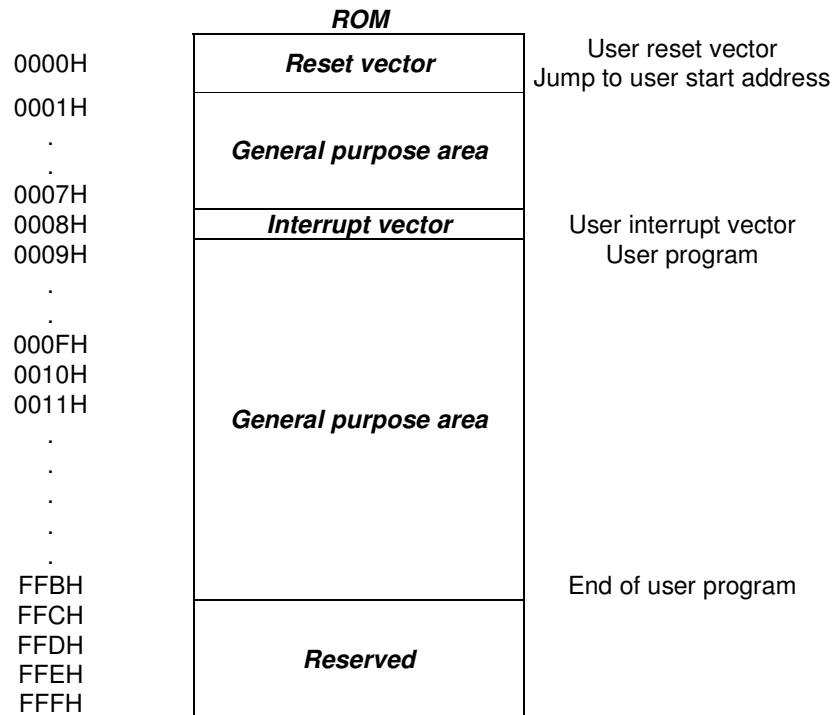 ROM
0000H Reset vector User reset vector
Jump to user start address
0001H
.
General purpose area
.
0007H
0008H Interrupt vector User interrupt vector
0009H User program
.
.
000FH
0010H
0011H
General purpose area
.
.
.
.
.
FFBH End of user program
FFCH
FFDH
Reserved
FFEH
FFFH